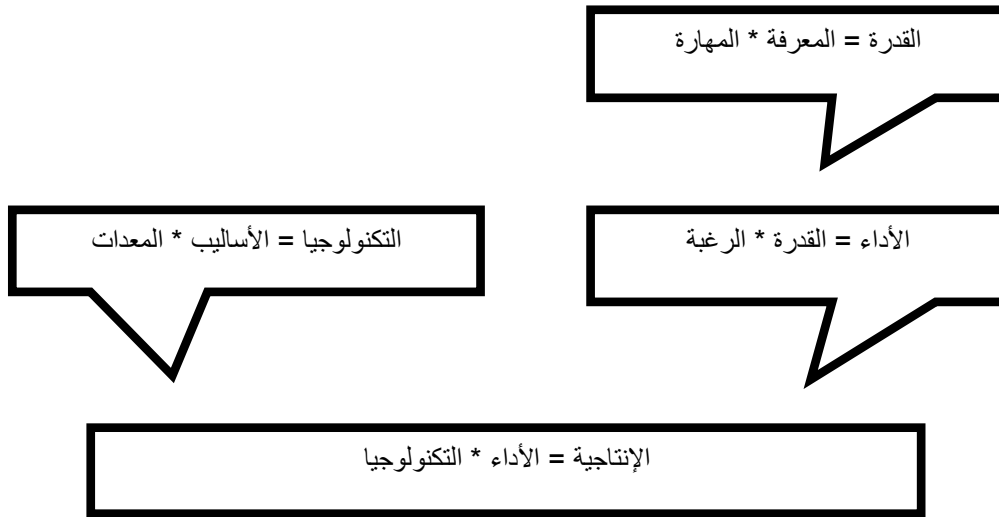 القدرة = المعرفة * المهارة
الأداء = القدرة * الرغبة
التكنولوجيا = الأساليب * المعدات
الإنتاجية = الأداء * التكنولوجيا